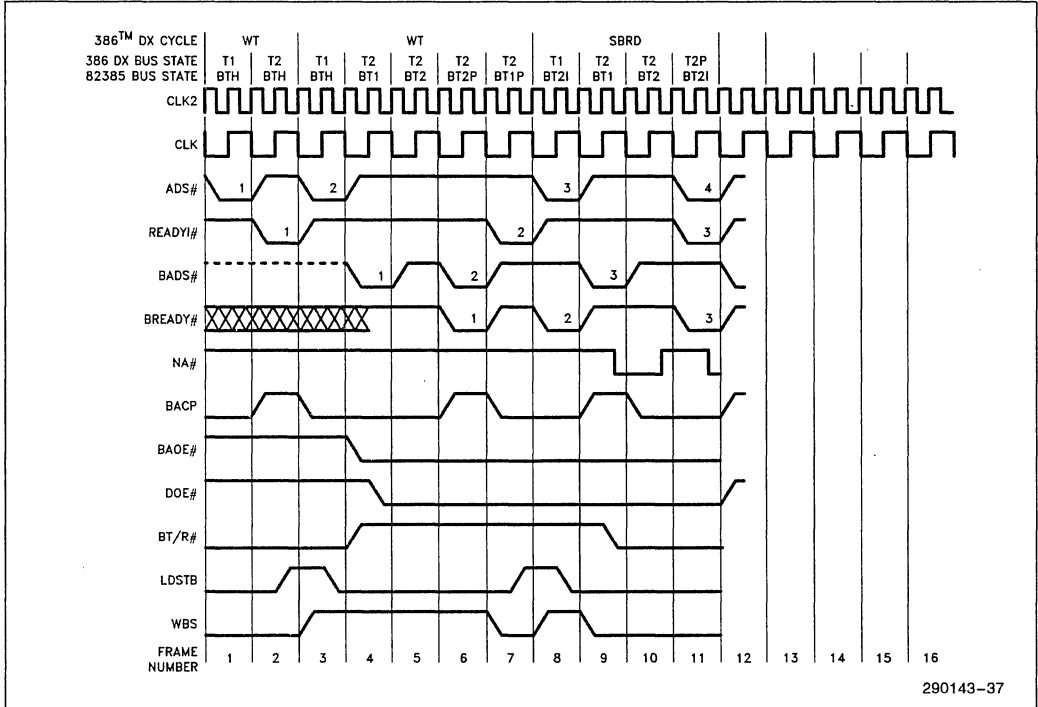 386™ DX CYCLE WT WT SBRD
386 DX BUS STATE T1 T2 T1 T2 T2 T2 T2 T1 T2 T2 T2P
82385 BUS STATE BTH BTH BTH BT1 BT2 BT2P BT1P BT2I BT1 BT2 BT2I
CLK2
CLK
ADS# 1 2 3 4
READYI# 1 2 3
BADS# 1 2 3
BREADY# 1 2 3
NA#
BACP
BAOE#
DOE#
BT/R#
LDSTB
WBS
FRAME
NUMBER 1 2 3 4 5 6 7 8 9 10 11 12 13 14 15 16
290143-37